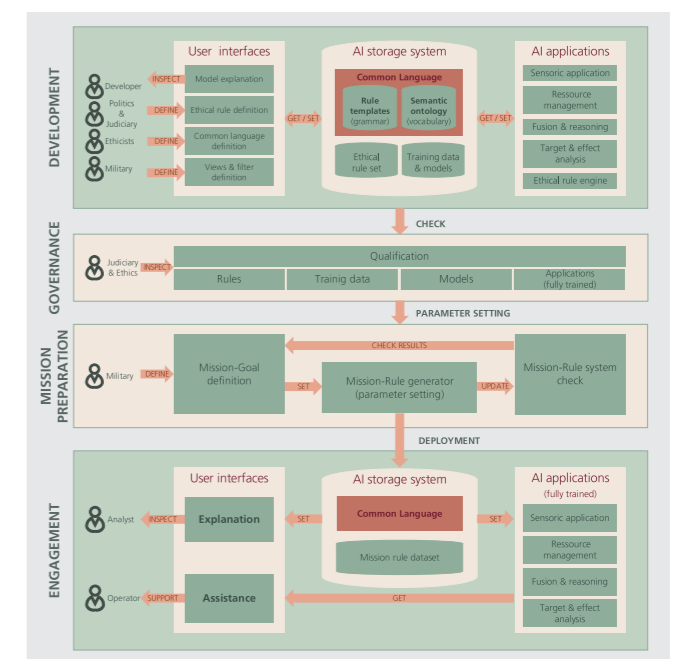 DEVELOPMENT
User interfaces
AI storage system
AI applications
Developer
INSPECT
Model explanation
Politics
&
Judiciary
DEFINE
Ethical rule definition
Ethicists
DEFINE
Common language
definition
Military
DEFINE
Views & filter
definition
GET / SET
Common Language
Rule
templates
(grammar)
Semantic
ontology
(vocabulary)
Ethical
rule set
Training data
& models
GET / SET
Sensoric application
Ressource
management
Fusion & reasoning
Target & effect
analysis
Ethical rule engine
CHECK
GOVERNANCE
Judiciary
& Ethics
INSPECT
Qualification
Rules
Trainig data
Models
Applications
(fully trained)
PARAMETER SETTING
MISSION
PREPARATION
Military
DEFINE
Mission-Goal
definition
CHECK RESULTS
SET
Mission-Rule generator
(parameter setting)
UPDATE
Mission-Rule system
check
DEPLOYMENT
ENGAGEMENT
User interfaces
AI storage system
AI applications
(fully trained)
Analyst
INSPECT
Explanation
SET
Common Language
SET
Mission rule dataset
Sensoric application
Ressource
management
Fusion & reasoning
Target & effect
analysis
Operator
SUPPORT
Assistance
GET